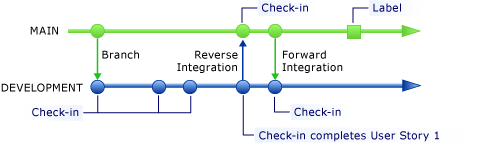 Check-in
Label
MAIN
Branch
Reverse
Integration
Forward
Integration
DEVELOPMENT
Check-in
Check-in
Check-in completes User Story 1